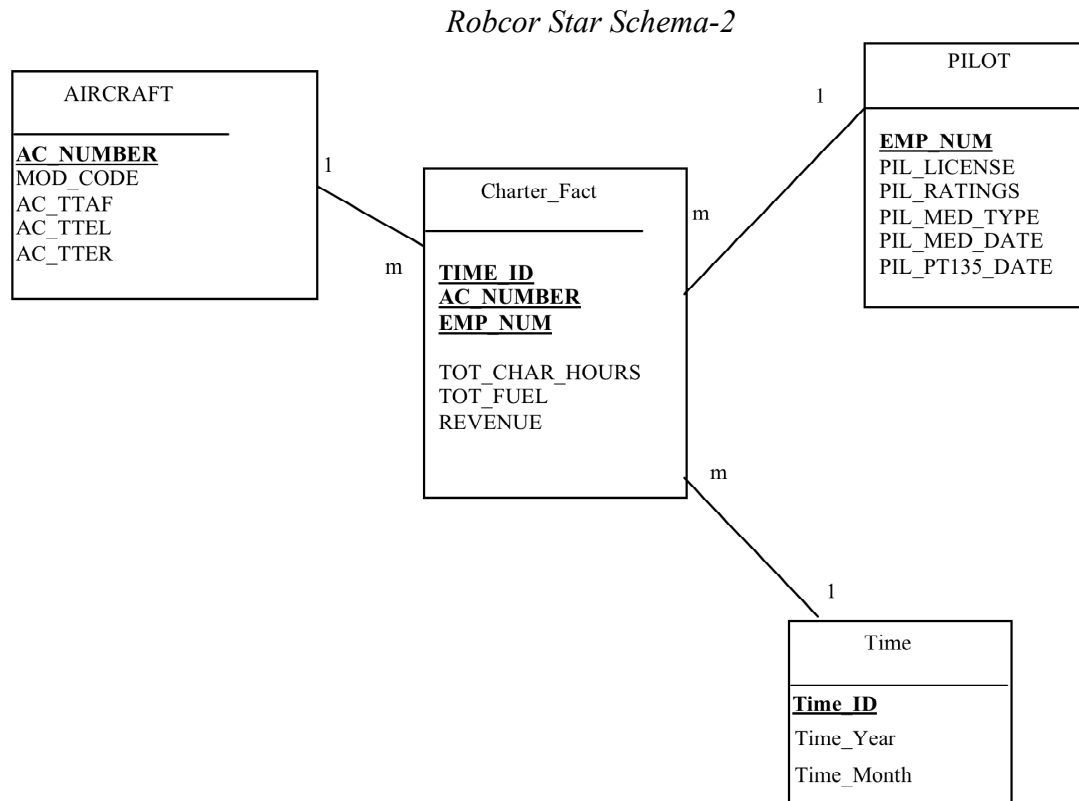 Robcor Star Schema-2
AIRCRAFT
AC_NUMBER
MOD_CODE
AC_TTAF
AC_TTEL
AC_TTER
1
m
Charter_Fact
TIME_ID
AC_NUMBER
EMP_NUM
TOT_CHAR_HOURS
TOT_FUEL
REVENUE
PILOT
EMP_NUM
PIL_LICENSE
PIL_RATINGS
PIL_MED_TYPE
PIL_MED_DATE
PIL_PT135_DATE
1
m
m
1
Time
Time_ID
Time_Year
Time_Month